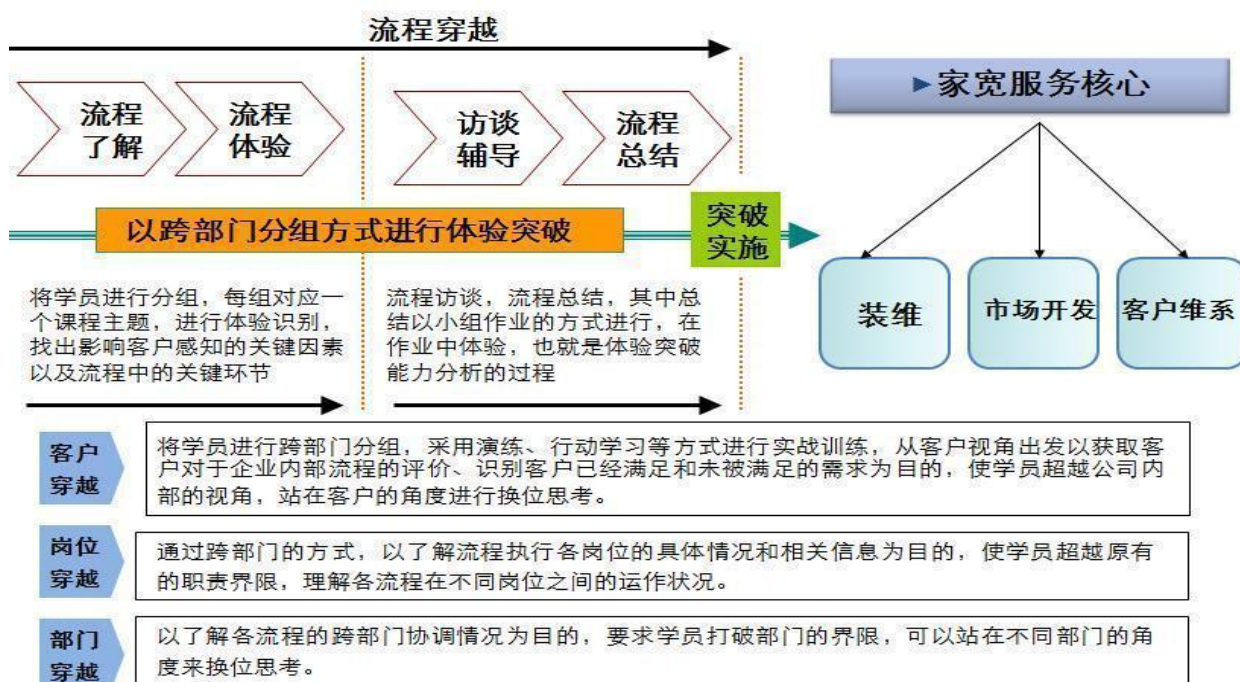 流程穿越
流程
了解
流程
体验
访谈
辅导
流程
总结
►家宽服务核心
以跨部门分组方式进行体验突破
突破
实施
将学员进行分组，每组对应一
个课程主题，进行体验识别，
找出影响客户感知的关键因素
以及流程中的关键环节
流程访谈，流程总结，其中总
结以小组作业的方式进行，在
作业中体验，也就是体验突破
能力分析的过程
装维
市场开发
客户维系
客户
穿越
将学员进行跨部门分组，采用演练、行动学习等方式进行实战训练，从客户视角出发以获取客
户对于企业内部流程的评价、识别客户已经满足和未被满足的需求为目的，使学员超越公司内
部的视角，站在客户的角度进行换位思考。
岗位
穿越
通过跨部门的方式，以了解流程执行各岗位的具体情况和相关信息为目的，使学员超越原有
的职责界限，理解各流程在不同岗位之间的运作状况。
部门
穿越
以了解各流程的跨部门协调情况为目的，要求学员打破部门的界限，可以站在不同部门的角
度来换位思考。